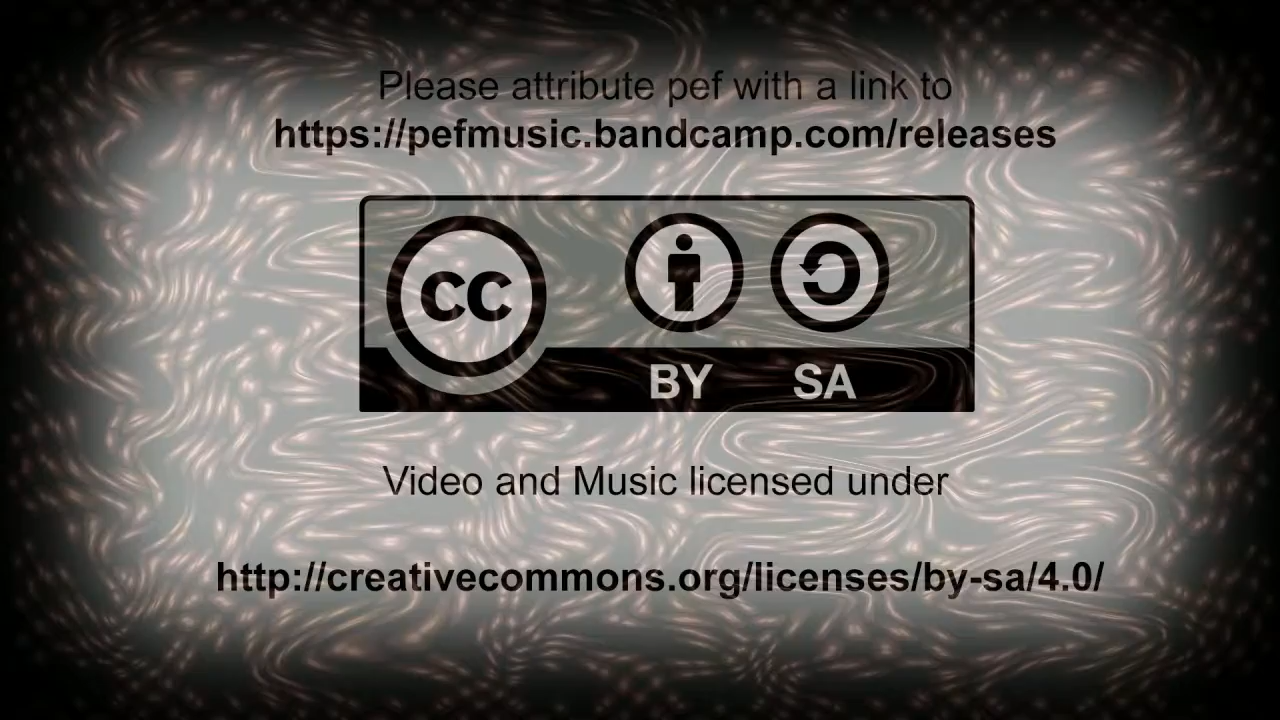 Please attribute pef with a link to
https://pefmusic.bandcamp.com/releases
cc
BY SA
Video and Music licensed under
http://creativecommons.org/licenses/by-sa/4.0/